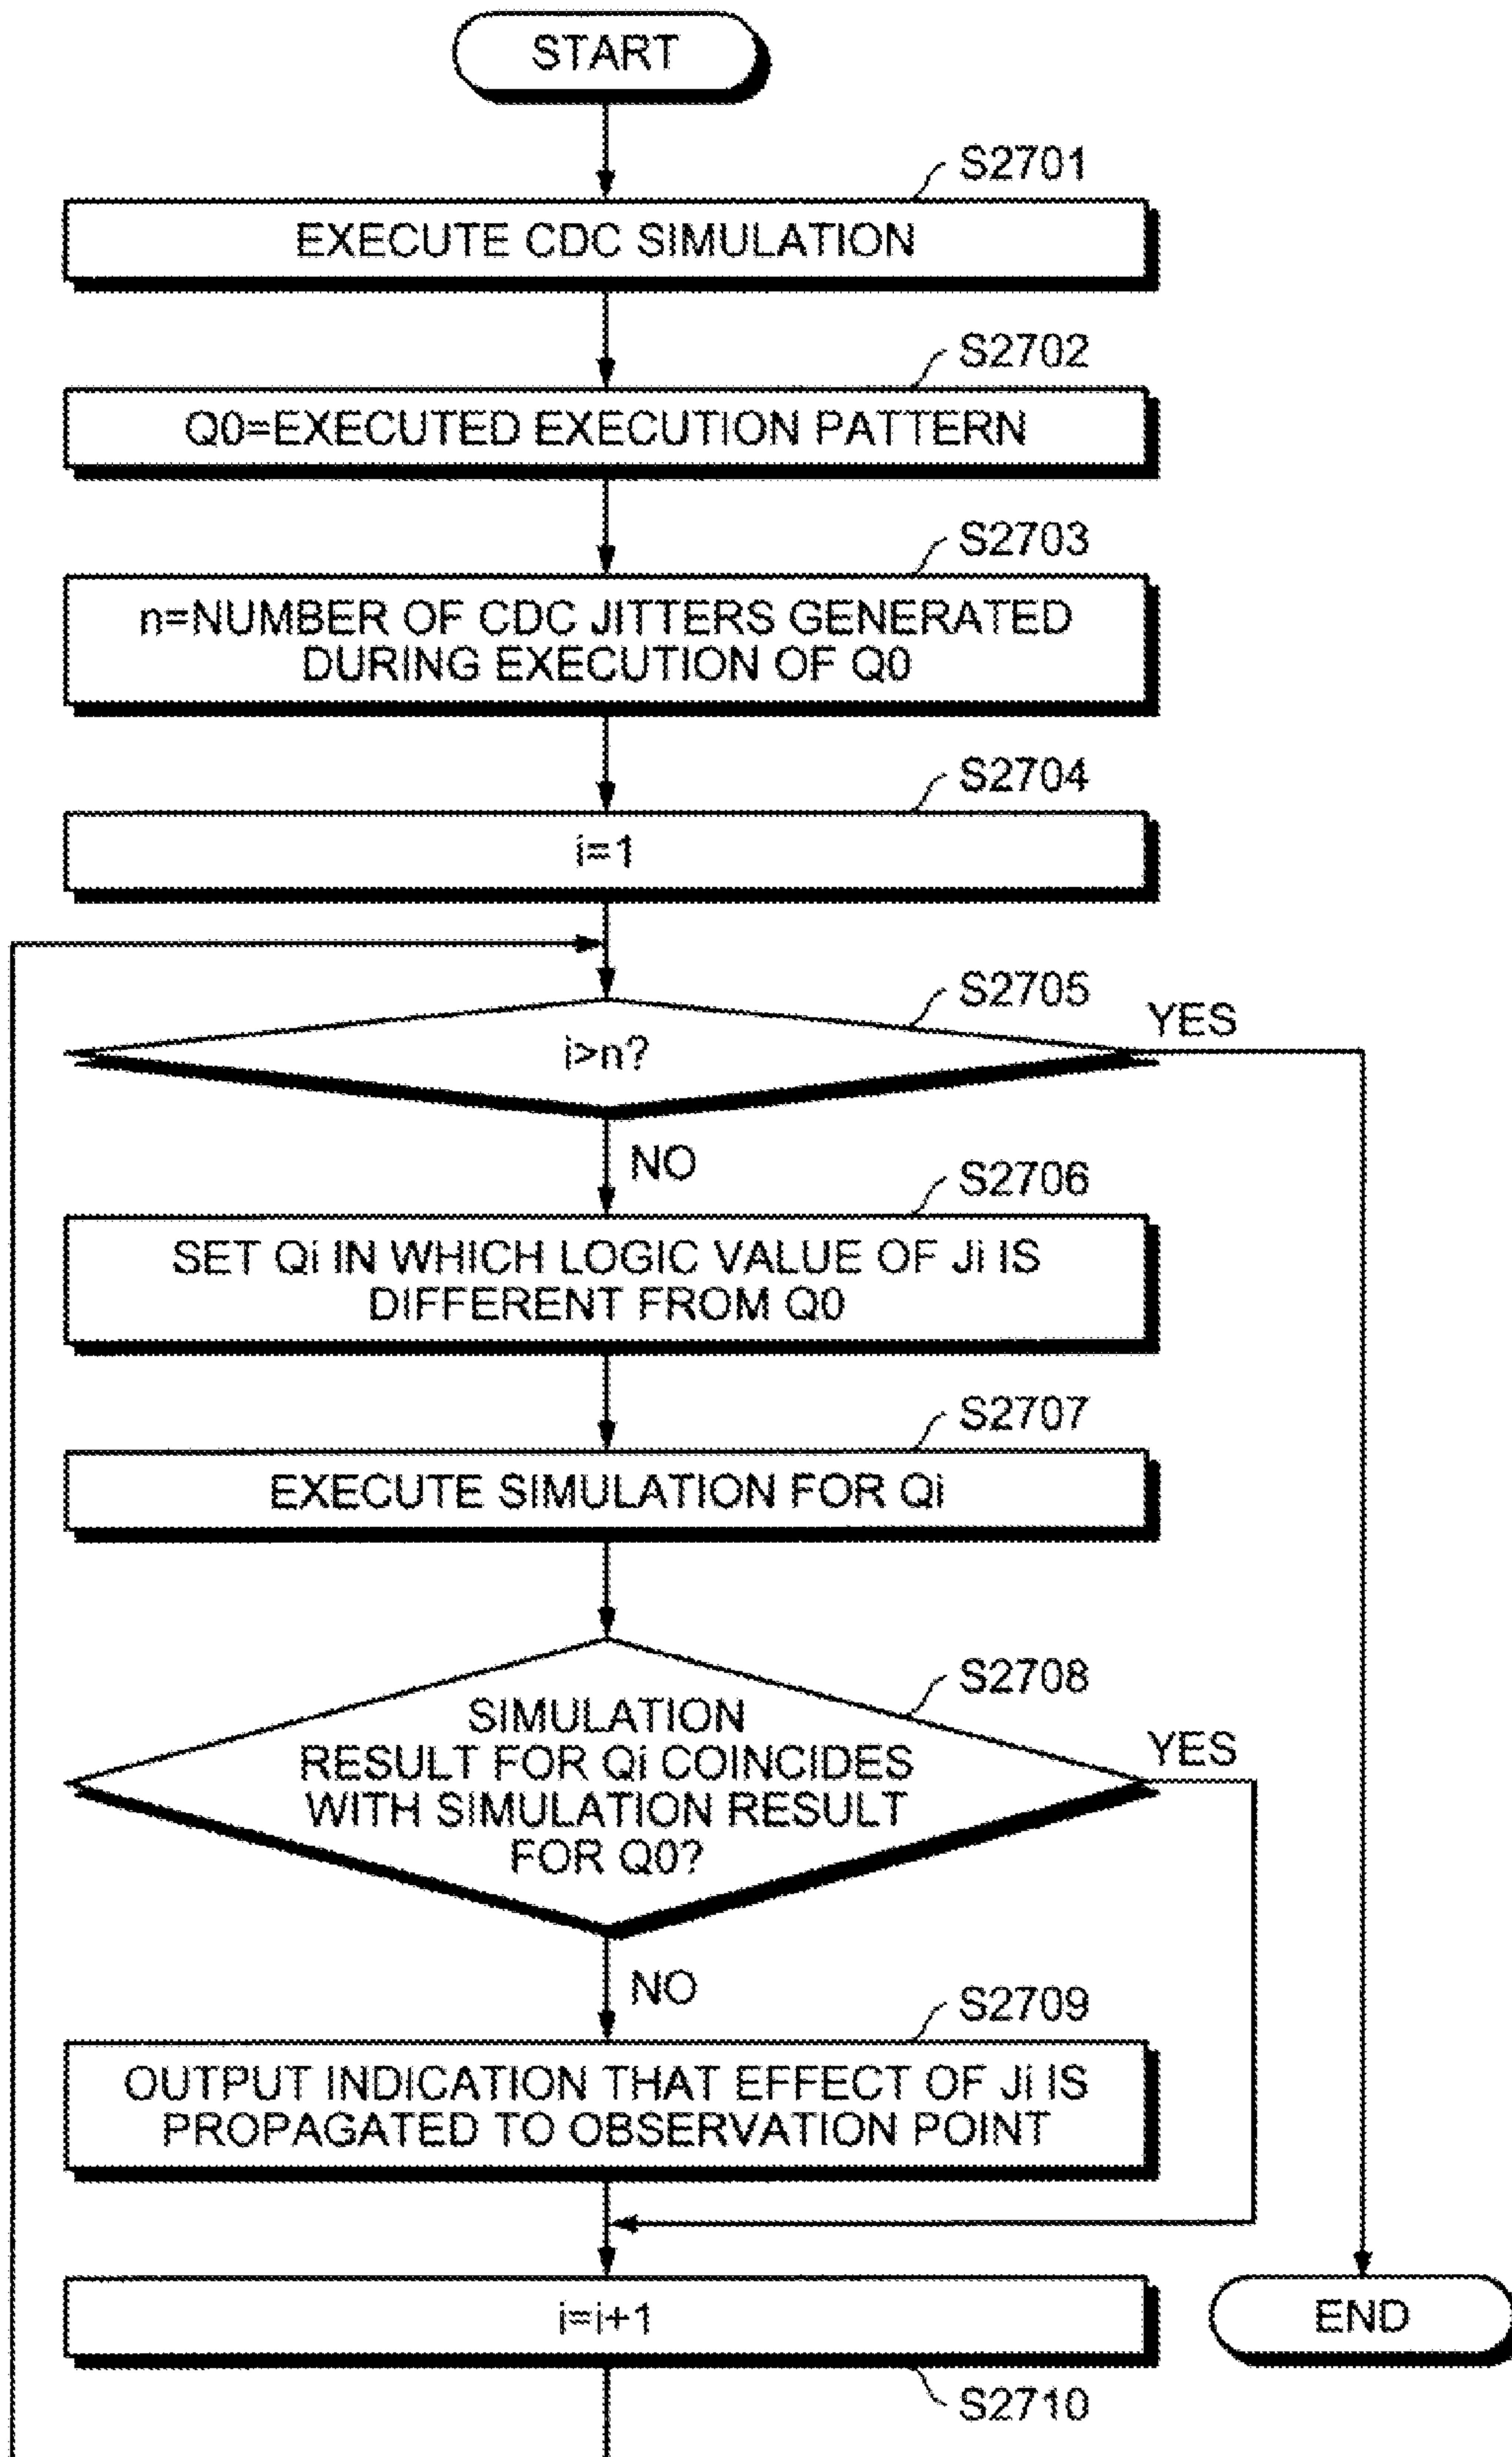 START
S2701
EXECUTE CDC SIMULATION
S2702
Q0=EXECUTED EXECUTION PATTERN
S2703
n=NUMBER OF CDC JITTERS GENERATED
DURING EXECUTION OF Q0
S2704
i=1
S2705
YES
i>n?
NO
S2706
SET Qi IN WHICH LOGIC VALUE OF Ji IS
DIFFERENT FROM Q0
S2707
EXECUTE SIMULATION FOR Qi
S2708
SIMULATION
YES
RESULT FOR Qi COINCIDES
WITH SIMULATION RESULT
FOR Q0?
NO
S2709
OUTPUT INDICATION THAT EFFECT OF Ji IS
PROPAGATED TO OBSERVATION POINT
i=i+1
END
S2710